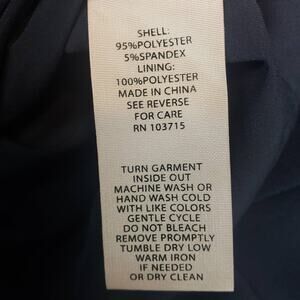 SHELL:
95%POLYESTER
5%SPANDEX
LINING:
100%POLYESTER
MADE IN CHINA
SEE REVERSE
FOR CARE
RN 103715
TURN GARMENT
INSIDE OUT
MACHINE WASH OR
HAND WASH COLD
WITH LIKE COLORS
GENTLE CYCLE
DO NOT BLEACH
REMOVE PROMPTLY
TUMBLE DRY LOW
WARM IRON
IF NEEDED
OR DRY CLEAN